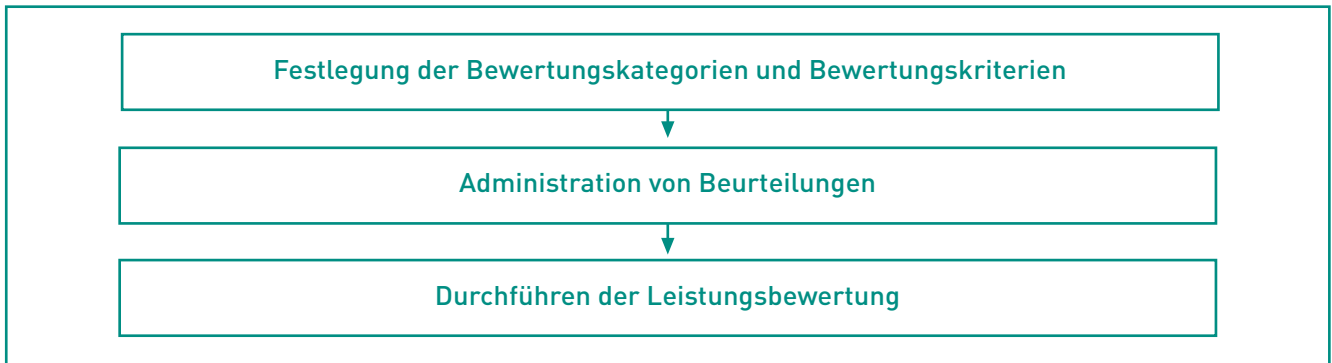 Festlegung der Bewertungskategorien und Bewertungskriterien
Administration von Beurteilungen
Durchführen der Leistungsbewertung